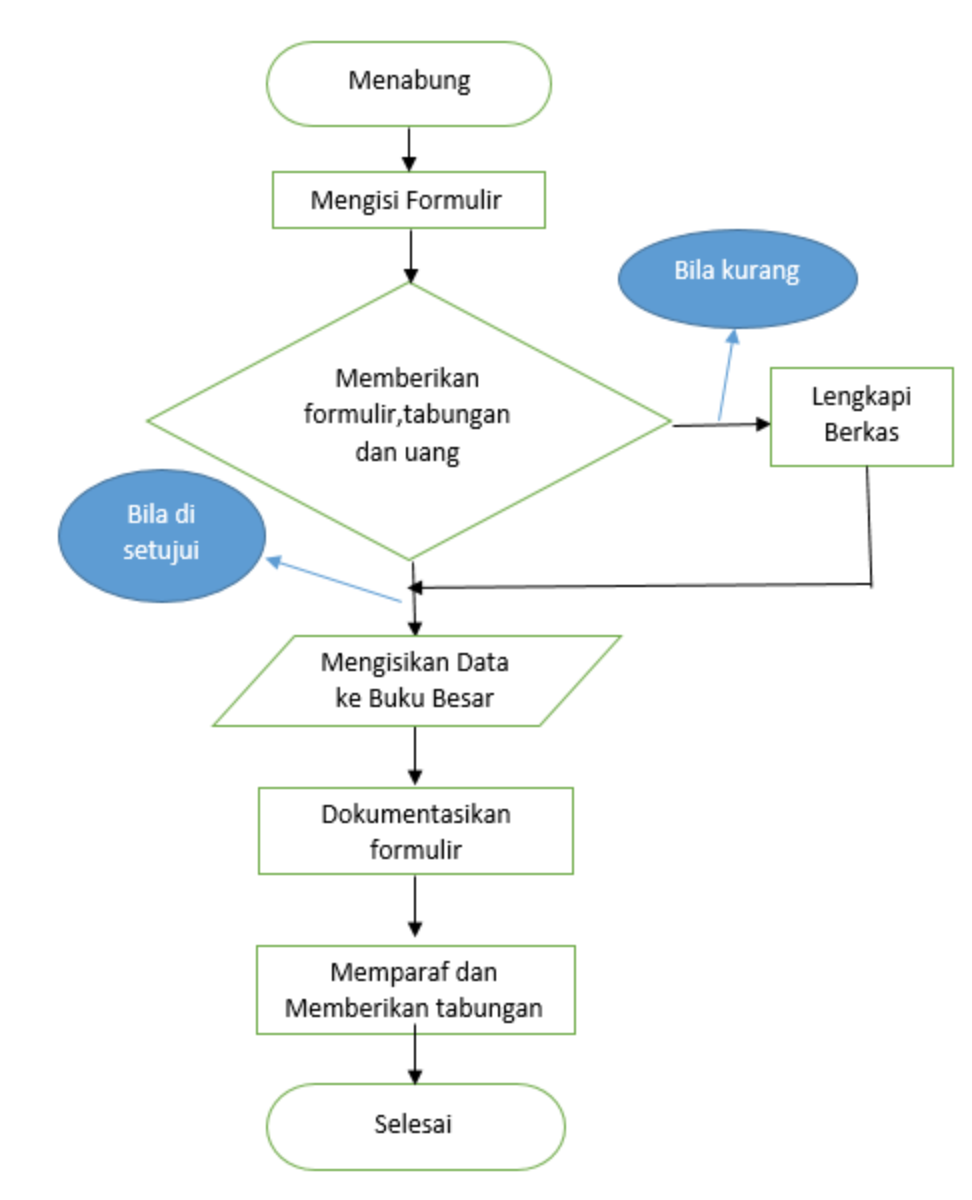 Menabung
Mengisi Formulir
Bila kurang
Memberikan
formulir,tabungan
dan uang
Lengkapi
Berkas
Bila di
setujui
Mengisikan Data
ke Buku Besar
Dokumentasikan
formulir
Memparaf dan
Memberikan tabungan
Selesai